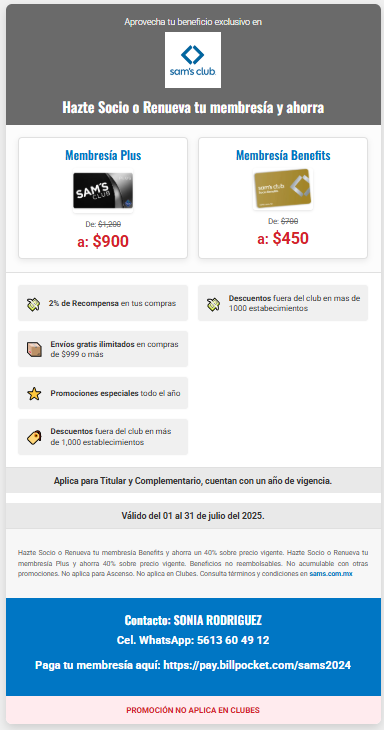 Aprovecha tu beneficio exclusivo en
sam's club
Hazte Socio o Renueva tu membresía y ahorra
Membresía Plus
SAM'S
CLUB
De: $1,200
a: $900
Membresía Benefits
sam's club
De: $700
a: $450
2% de Recompensa en tus compras
Descuentos fuera del club en mas de
1000 establecimientos
Envíos gratis ilimitados en compras
de $999 o más
Promociones especiales todo el año
Descuentos fuera del club en más
de 1,000 establecimientos
Aplica para Titular y Complementario, cuentan con un año de vigencia.
Válido del 01 al 31 de julio del 2025.
Hazte Socio o Renueva tu membresía Benefits y ahorra un 40% sobre precio vigente. Hazte Socio o Renueva tu
membresía Plus y ahorra 40% sobre precio vigente. Beneficios no reembolsables. No acumulable con otras
promociones. No aplica para Ascenso. No aplica en Clubes. Consulta términos y condiciones en sams.com.mx
Contacto: SONIA RODRIGUEZ
Cel. WhatsApp: 5613 60 49 12
Paga tu membresía aquí: https://pay.billpocket.com/sams2024
PROMOCIÓN NO APLICA EN CLUBES